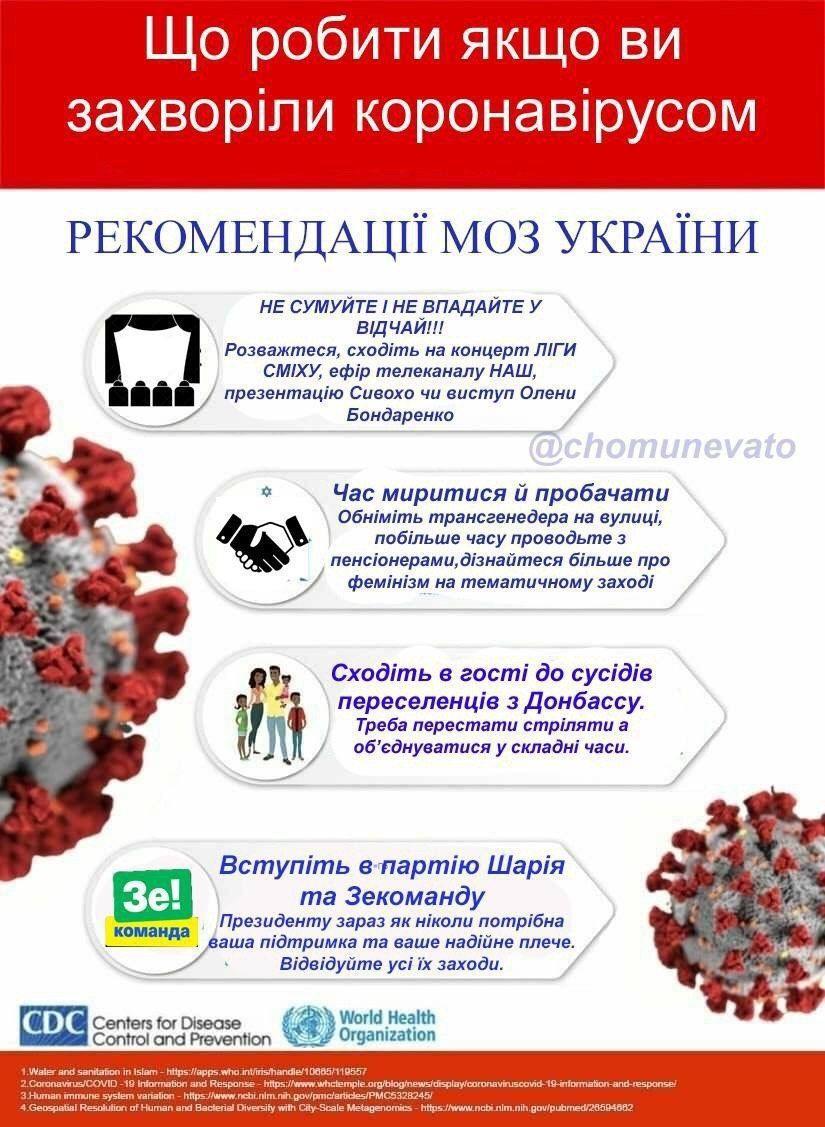 Що робити якщо ви
захворіли коронавірусом
РЕКОМЕНДАЦІЇ МОЗ УКРАЇНИ
НЕ СУМУЙТЕ І НЕ ВПАДАЙТЕ У
ВІДЧАЙ!!!
Розважтеся, сходіть на концерт ЛІГИ
СМІХУ, ефір телеканалу НАШ,
презентацію Сивохо чи виступ Олени
Бондаренко
@chomunevato
Час миритися й пробачати
Обніміть трансгенедера на вулиці,
побільше часу проводьте з
пенсіонерами,дізнайтеся більше про
фемінізм на тематичному заході
Сходіть в гості до сусідів
переселенців з Донбассу.
Треба перестати стріляти а
об’єднуватися у складні часи.
Зе!
команда
Вступіть в партію Шарія
та Зекоманду
Президенту зараз як ніколи потрібна
ваша підтримка та ваше надійне плече.
Відвідуйте усі їх заходи.
CDC Centers for Disease
Control and Prevention
World Health
Organization
1.Water and sanitation in Islam - https://apps.who.int/iris/handle/10665/119557
2.Coronavirus/COVID -19 Information and Response - https://www.whctemple.org/blog/news/display/coronaviruscovid-19-information-and-response/
3.Human immune system variation - https://www.ncbi.nlm.nih.gov/pmc/articles/PMC5328245/
4.Geospatial Resolution of Human and Bacterial Diversity with City-Scale Metagenomics - https://www.ncbi.nlm.nih.gov/pubmed/26594662